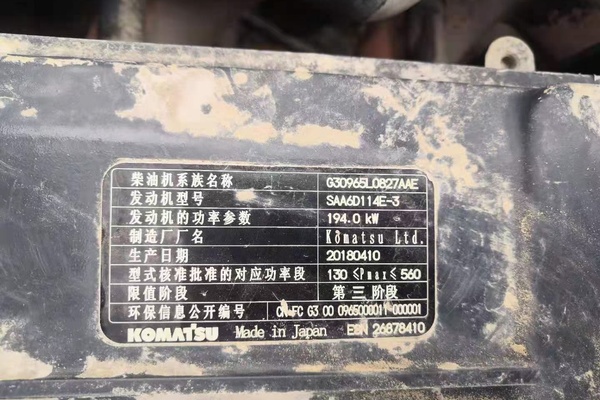 柴油机系族名称 G30965L0827AAE
发动机型号 SAA6D114E-3
发动机的功率参数 194.0 kW
制造厂厂名 Komatsu Ltd.
生产日期 20180410
型式核准批准的对应功率段 130 ≤Pmax≤ 560
限值阶段 第三阶段
环保信息公开编号 CN FC G3 00 0965000011 000001
KOMATSU Made in Japan ESN 26878410